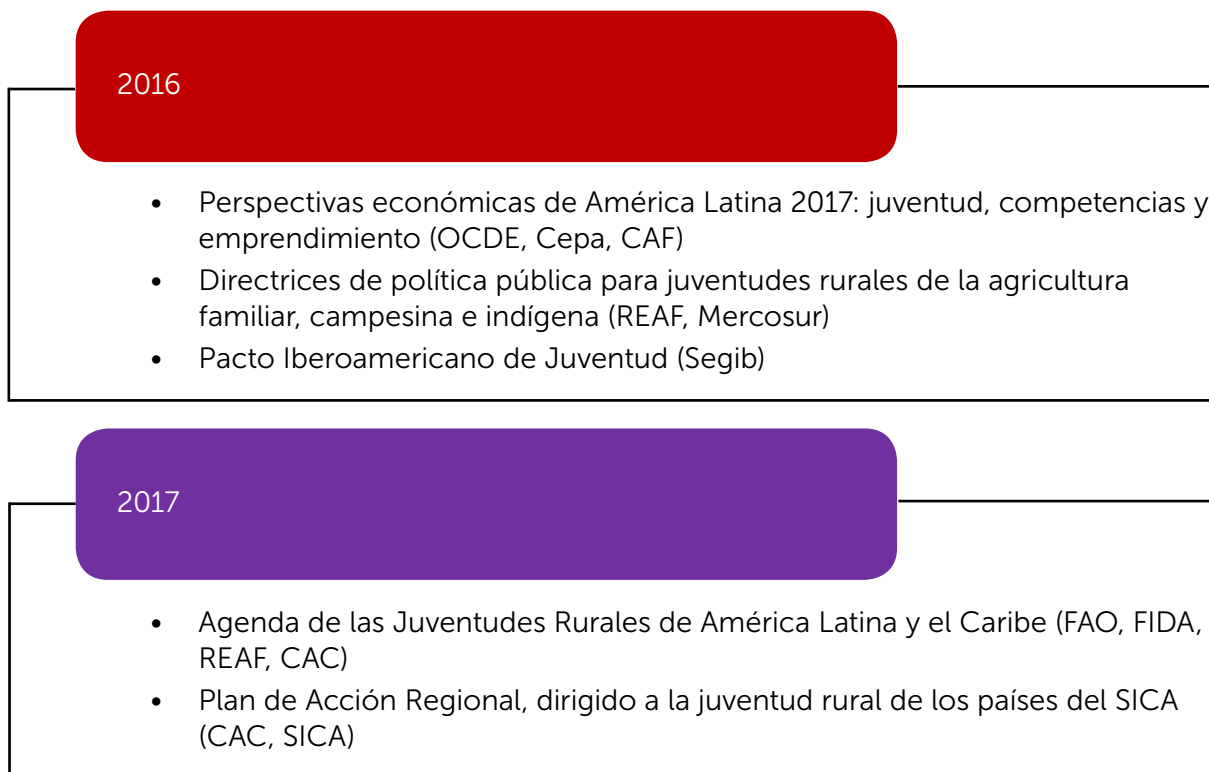 2016
• Perspectivas económicas de América Latina 2017: juventud, competencias y
emprendimiento (OCDE, Cepa, CAF)
• Directrices de política pública para juventudes rurales de la agricultura
familiar, campesina e indígena (REAF, Mercosur)
• Pacto Iberoamericano de Juventud (Segib)
2017
• Agenda de las Juventudes Rurales de América Latina y el Caribe (FAO, FIDA,
REAF, CAC)
• Plan de Acción Regional, dirigido a la juventud rural de los países del SICA
(CAC, SICA)